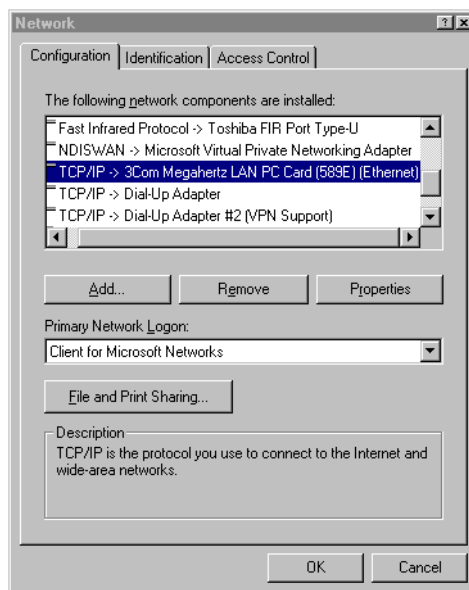 Network
Configuration Identification Access Control
The following network components are installed:
Fast Infrared Protocol -> Toshiba FIR Port Type-U
NDISWAN -> Microsoft Virtual Private Networking Adapter
TCP/IP -> 3Com Megahertz LAN PC Card (589E) (Ethernet)
TCP/IP -> Dial-Up Adapter
TCP/IP -> Dial-Up Adapter #2 (VPN Support)
Add... Remove Properties
Primary Network Logon:
Client for Microsoft Networks
File and Print Sharing...
Description
TCP/IP is the protocol you use to connect to the Internet and
wide-area networks.
OK Cancel